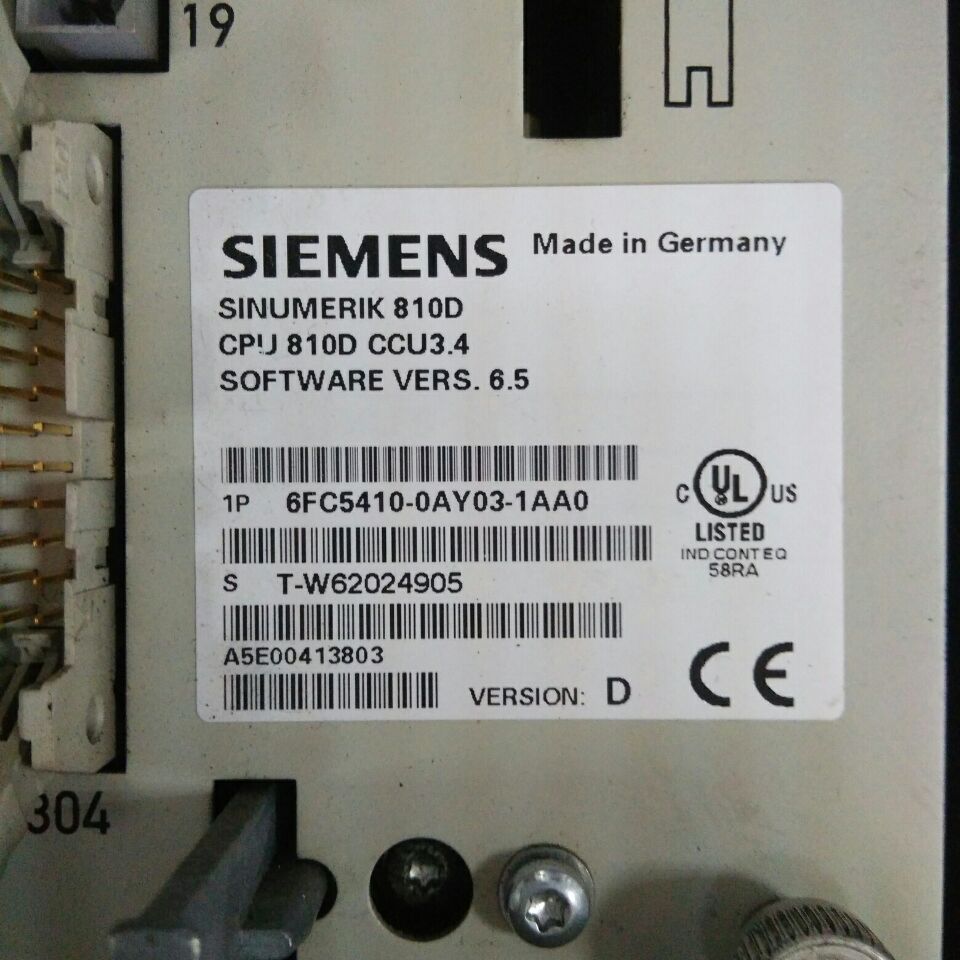 19
SIEMENS Made in Germany
SINUMERIK 810D
CPU 810D CCU3.4
SOFTWARE VERS. 6.5
1P 6FC5410-0AY03-1AA0
C UL US
LISTED
IND CONT EQ
58RA
S T-W62024905
A5E00413803
VERSION: D
CE
304